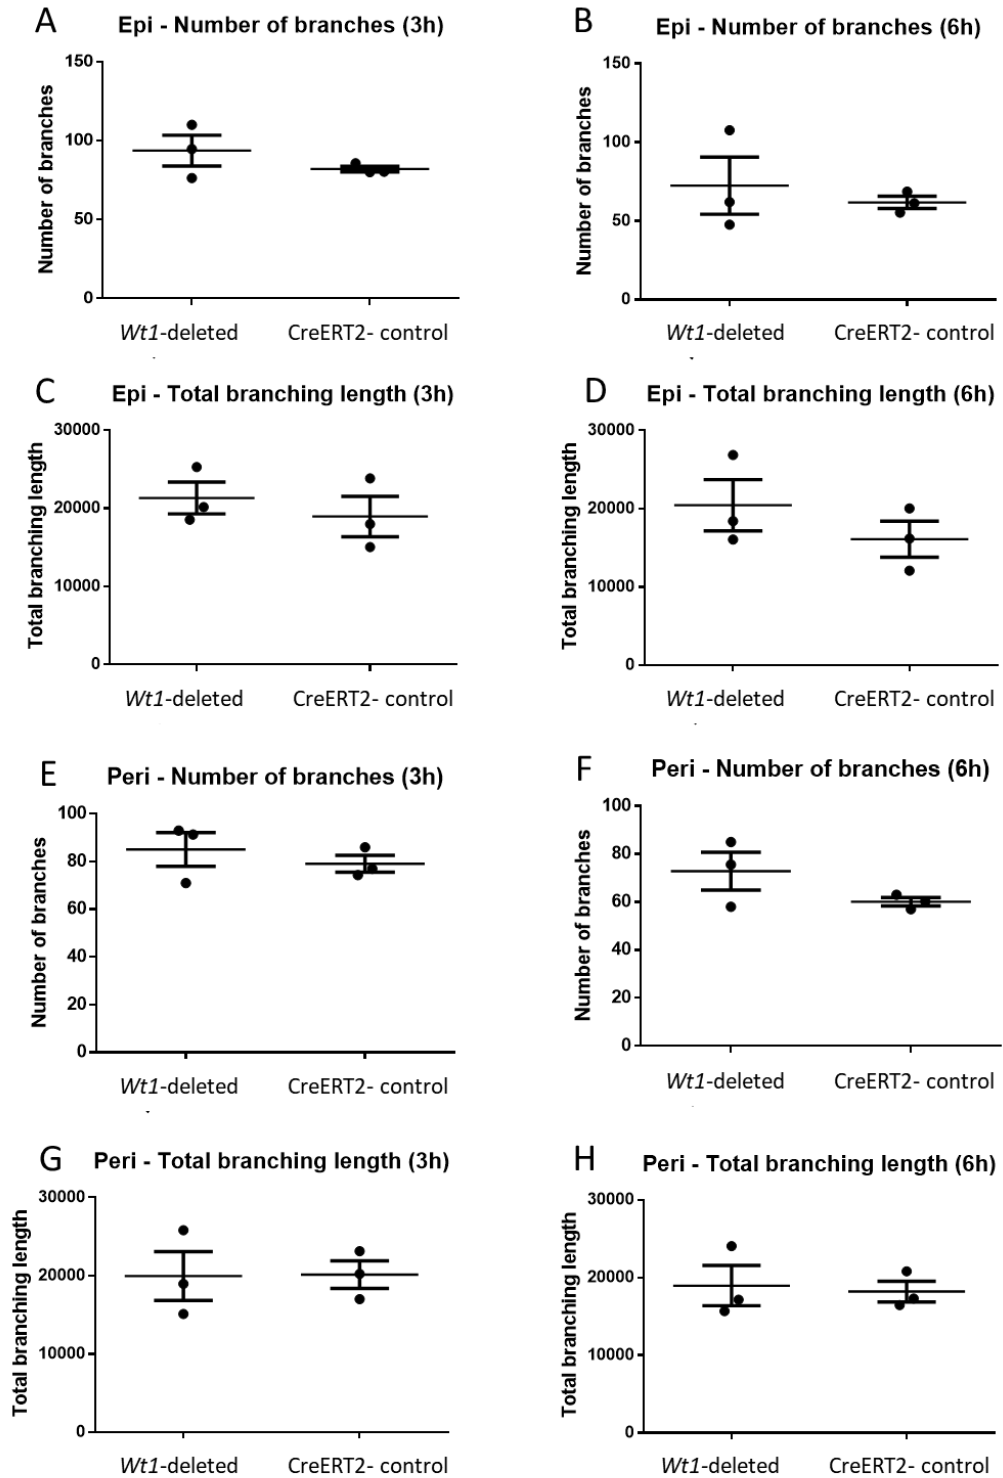 A
Epi - Number of branches (3h)
Number of branches
150
100
50
0
Wt1-deleted
CreERT2- control
B
Epi - Number of branches (6h)
Number of branches
150
100
50
0
Wt1-deleted
CreERT2- control
C
Epi - Total branching length (3h)
Total branching length
30000
20000
10000
0
Wt1-deleted
CreERT2- control
D
Epi - Total branching length (6h)
Total branching length
30000
20000
10000
0
Wt1-deleted
CreERT2- control
E
Peri - Number of branches (3h)
Number of branches
100
80
60
40
20
0
Wt1-deleted
CreERT2- control
F
Peri - Number of branches (6h)
Number of branches
100
80
60
40
20
0
Wt1-deleted
CreERT2- control
G
Peri - Total branching length (3h)
Total branching length
30000
20000
10000
0
Wt1-deleted
CreERT2- control
H
Peri - Total branching length (6h)
Total branching length
30000
20000
10000
0
Wt1-deleted
CreERT2- control